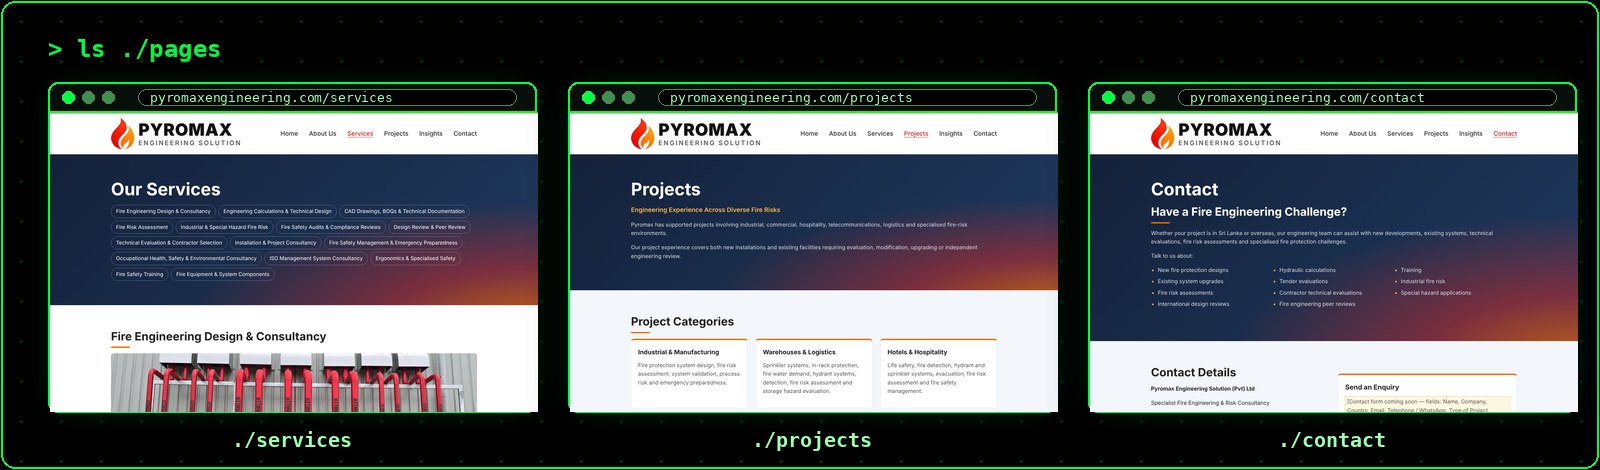 > ls ./pages
pyromaxengineering.com/services
PYROMAX
ENGINEERING SOLUTION
Home About Us Services Projects Insights Contact
Our Services
Fire Engineering Design & Consultancy Engineering Calculations & Technical Design CAD Drawings, BOQs & Technical Documentation
Fire Risk Assessment Industrial & Special Hazard Fire Risk Fire Safety Audits & Compliance Reviews Design Review & Peer Review
Technical Evaluation & Contractor Selection Installation & Project Consultancy Fire Safety Management & Emergency Preparedness
Occupational Health, Safety & Environmental Consultancy ISO Management System Consultancy Ergonomics & Specialised Safety
Fire Safety Training Fire Equipment & System Components
Fire Engineering Design & Consultancy
./services
pyromaxengineering.com/projects
PYROMAX
ENGINEERING SOLUTION
Home About Us Services Projects Insights Contact
Projects
Engineering Experience Across Diverse Fire Risks
Pyromax has supported projects involving industrial, commercial, hospitality, telecommunications, logistics and specialised fire-risk
environments.
Our project experience covers both new installations and existing facilities requiring evaluation, modification, upgrading or independent
engineering review.
Project Categories
Industrial & Manufacturing
Fire protection system design, fire risk
assessment, system validation, process
risk and emergency preparedness.
Warehouses & Logistics
Sprinkler systems, in-rack protection,
fire water demand, hydrant systems,
detection, fire risk assessment and
storage hazard evaluation.
Hotels & Hospitality
Life safety, fire detection, hydrant and
sprinkler systems, evacuation, fire risk
assessment and fire safety
management.
./projects
pyromaxengineering.com/contact
PYROMAX
ENGINEERING SOLUTION
Home About Us Services Projects Insights Contact
Contact
Have a Fire Engineering Challenge?
Whether your project is in Sri Lanka or overseas, our engineering team can assist with new developments, existing systems, technical
evaluations, fire risk assessments and specialised fire protection challenges.
Talk to us about:
• New fire protection designs
• Existing system upgrades
• Fire risk assessments
• International design reviews
• Hydraulic calculations
• Tender evaluations
• Contractor technical evaluations
• Fire engineering peer reviews
• Training
• Industrial fire risk
• Special hazard applications
Contact Details
Pyromax Engineering Solution (Pvt) Ltd
Specialist Fire Engineering & Risk Consultancy
Send an Enquiry
[Contact form coming soon — fields: Name, Company,
Country, Email, Telephone / WhatsApp, Type of Project
./contact